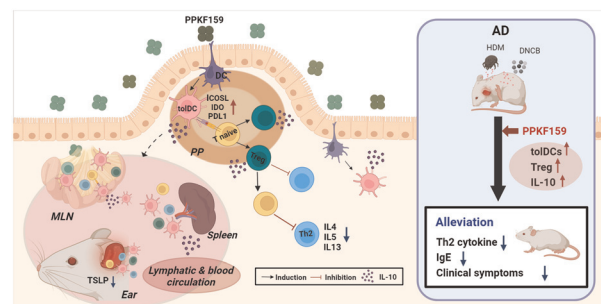 PPKF159
DC
ICOSL
IDO
PDL1
tolDC
T naive
PP
Treg
Th2
IL4
IL5
IL13
MLN
Spleen
TSLP
Ear
Lymphatic & blood
circulation
Induction
Inhibition
IL-10
AD
HDM
DNCB
PPKF159
tolDCs
Treg
IL-10
Alleviation
Th2 cytokine
IgE
Clinical symptoms